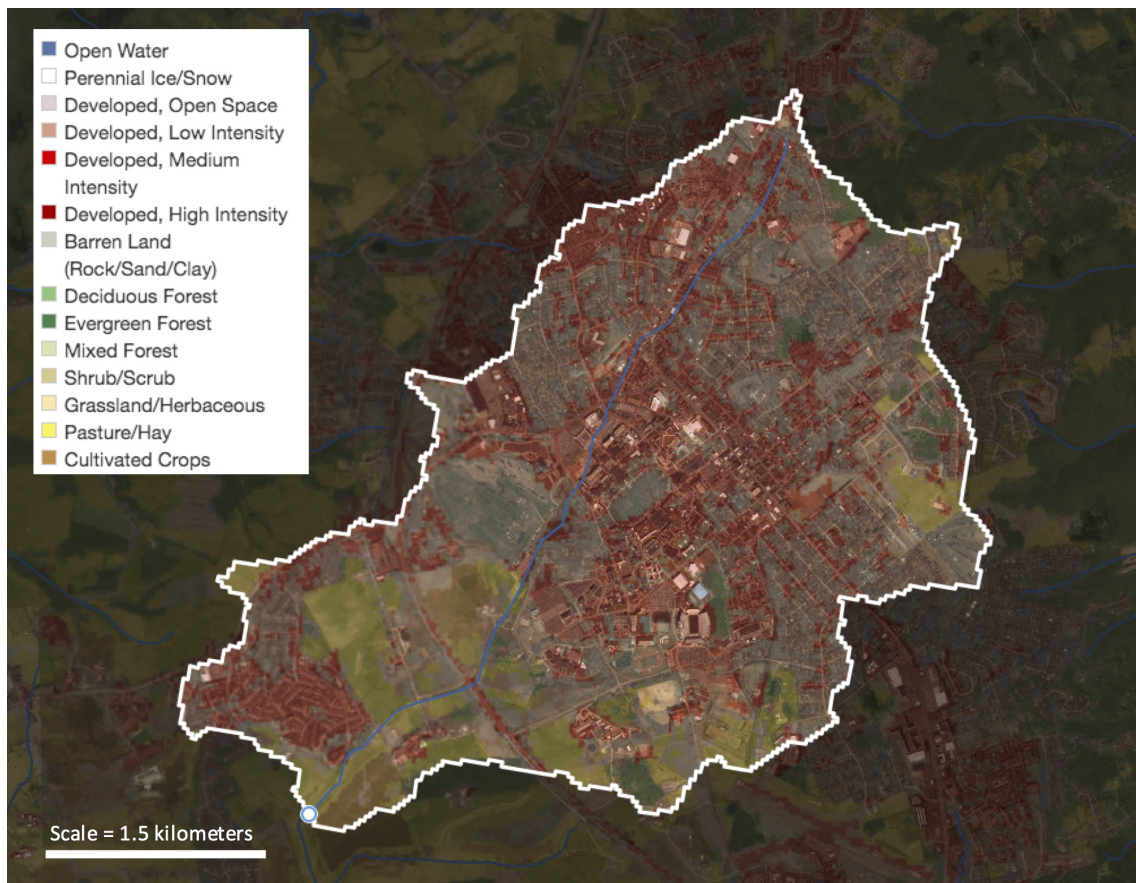 Open Water
Perennial Ice/Snow
Developed, Open Space
Developed, Low Intensity
Developed, Medium
Intensity
Developed, High Intensity
Barren Land
(Rock/Sand/Clay)
Deciduous Forest
Evergreen Forest
Mixed Forest
Shrub/Scrub
Grassland/Herbaceous
Pasture/Hay
Cultivated Crops
Scale = 1.5 kilometers